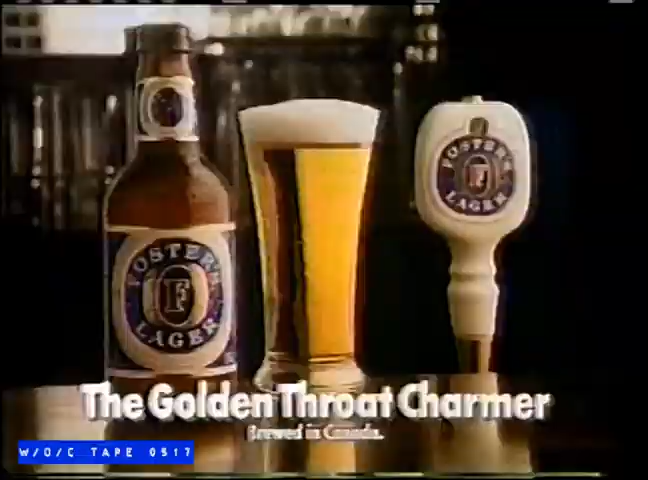 FOSTER'S
F
LAGER
FOSTER'S
F
LAGER
The Golden Throat Charmer
Brewed in Canada.
W/O/C TAPE 0517